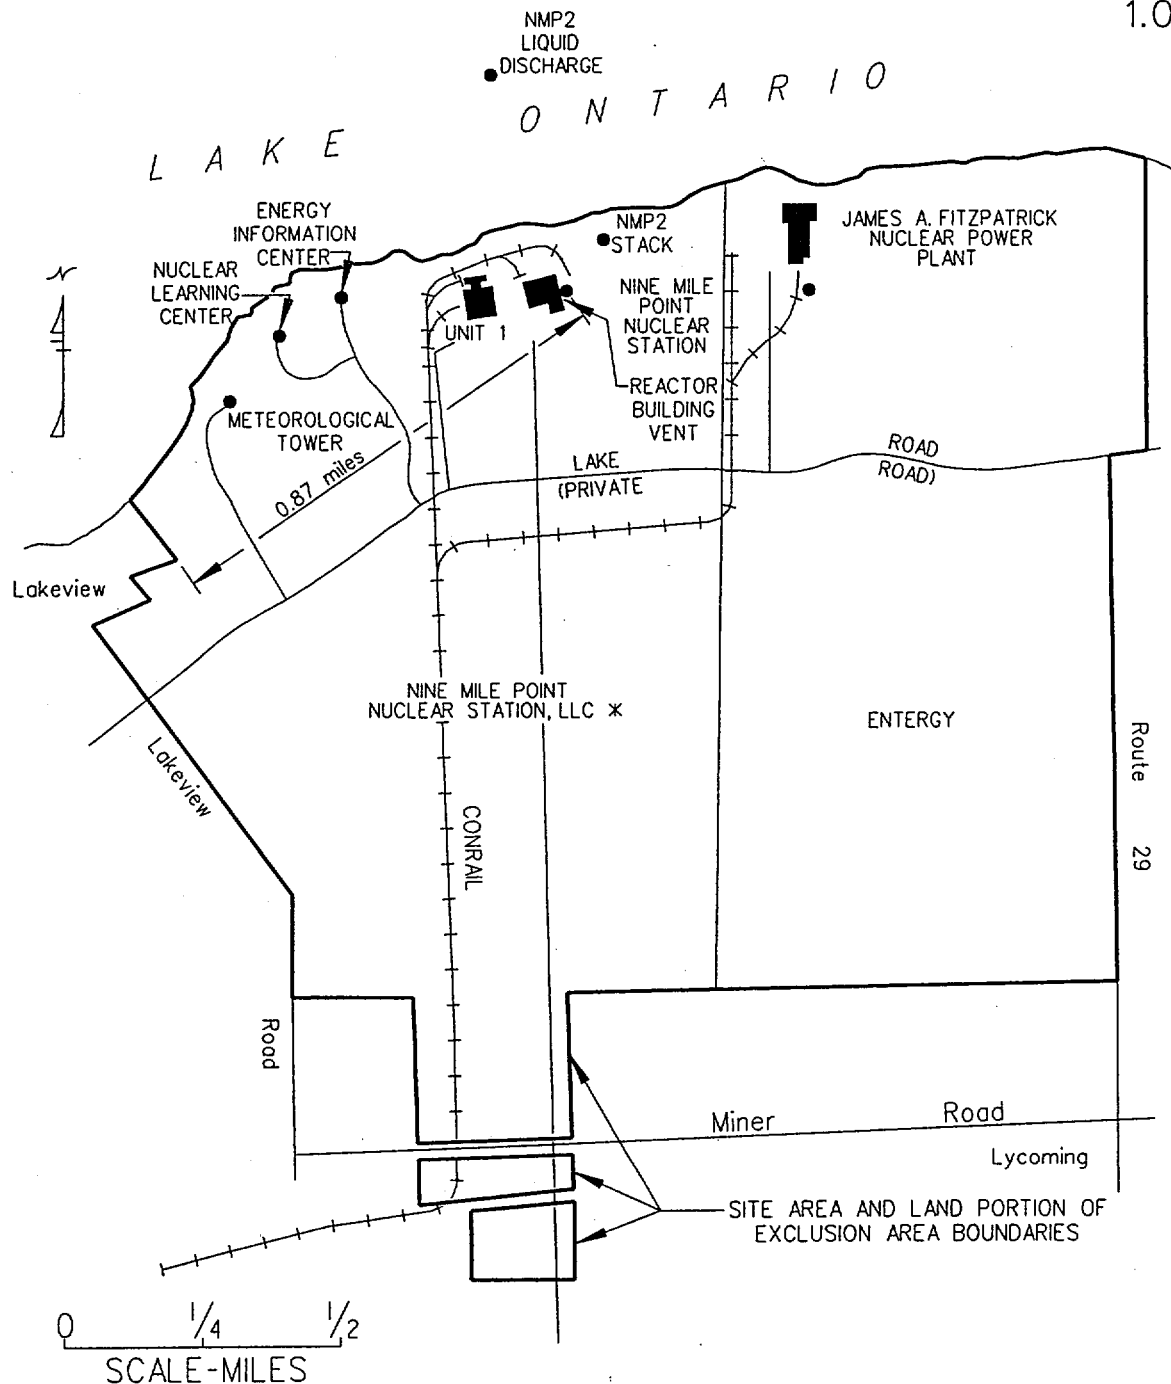 1.0
NMP2
LIQUID
DISCHARGE
LAKE ONTARIO
ENERGY
INFORMATION
CENTER
NUCLEAR
LEARNING
CENTER
N
NMP2
STACK
JAMES A. FITZPATRICK
NUCLEAR POWER
PLANT
UNIT 1
NINE MILE
POINT
NUCLEAR
STATION
REACTOR
BUILDING
VENT
METEOROLOGICAL
TOWER
0.87 miles
LAKE ROAD
(PRIVATE ROAD)
Lakeview
NINE MILE POINT
NUCLEAR STATION, LLC *
ENTERGY
Lakeview
Route 29
CONRAIL
Road
Miner Road
Lycoming
SITE AREA AND LAND PORTION OF
EXCLUSION AREA BOUNDARIES
0 1/4 1/2
SCALE-MILES